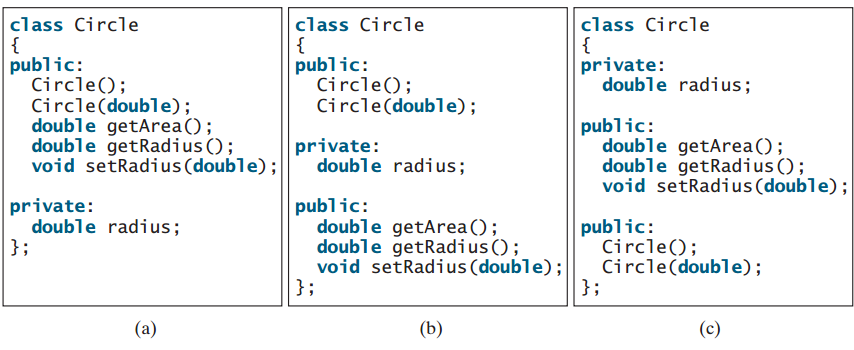 class Circle
{
public:
  Circle();
  Circle(double);
  double getArea();
  double getRadius();
  void setRadius(double);

private:
  double radius;
};
(a)
class Circle
{
public:
  Circle();
  Circle(double);

private:
  double radius;

public:
  double getArea();
  double getRadius();
  void setRadius(double);
};
(b)
class Circle
{
private:
  double radius;

public:
  double getArea();
  double getRadius();
  void setRadius(double);

public:
  Circle();
  Circle(double);
};
(c)